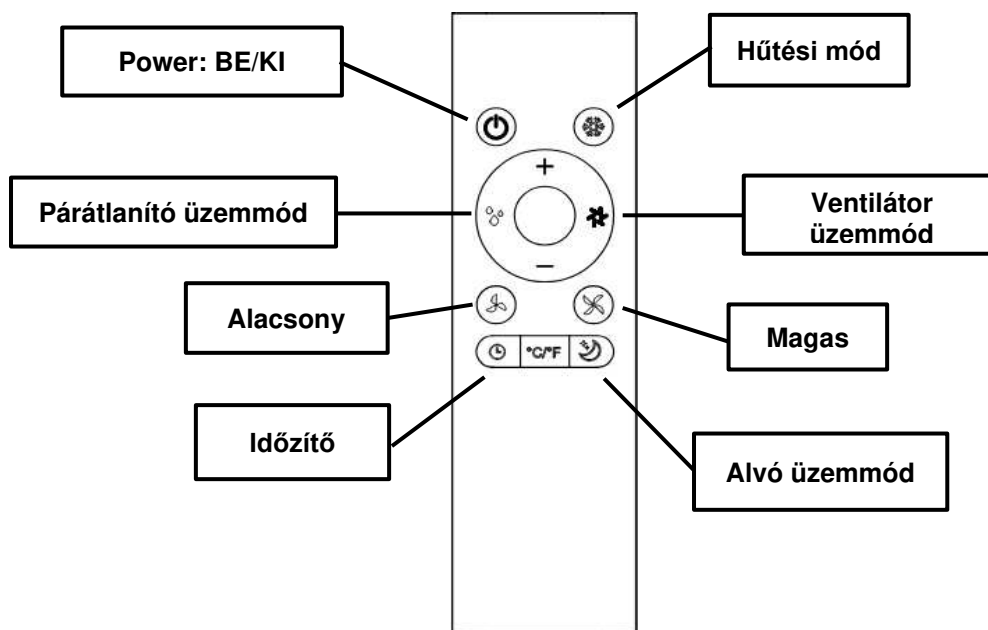 Power: BE/KI
Hűtési mód
Párátlanító üzemmód
Ventilátor
üzemmód
Alacsony
Magas
°C/°F
Időzítő
Alvó üzemmód